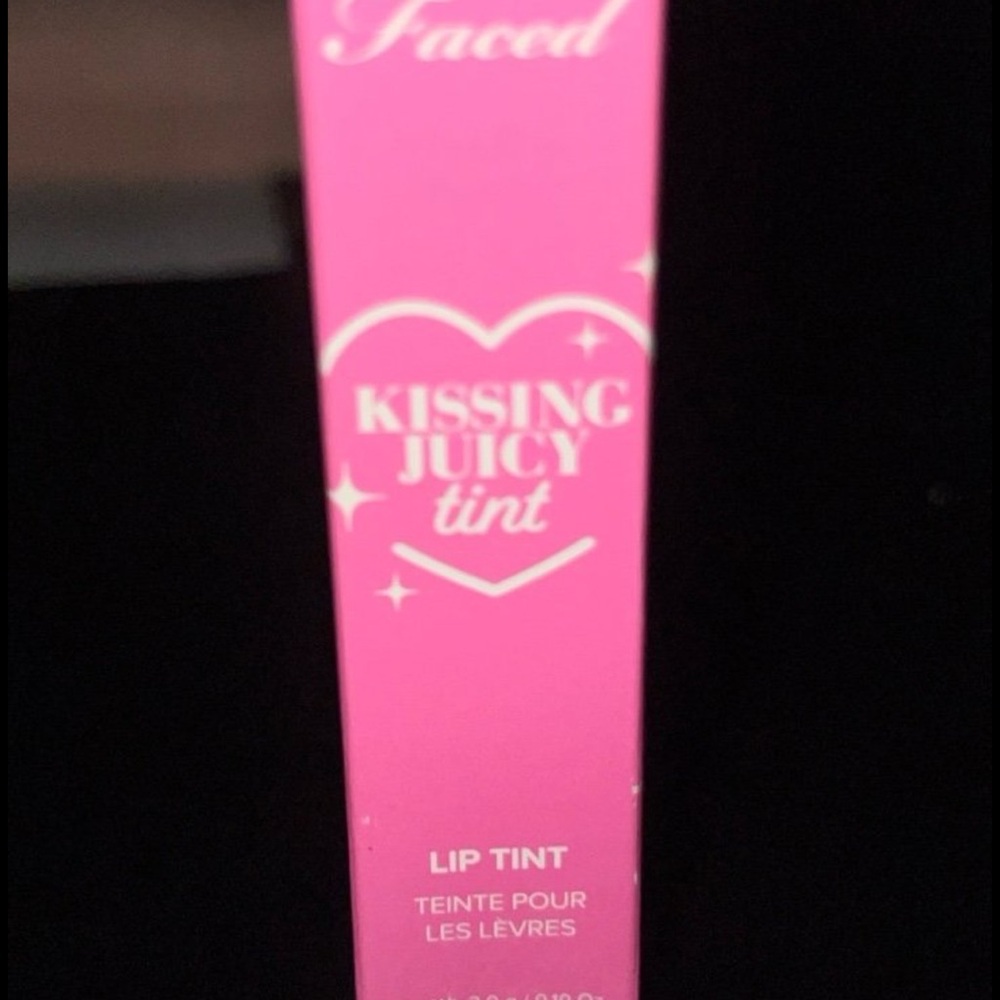 Faced
KISSING
JUICY
tint
LIP TINT
TEINTE POUR
LES LÈVRES